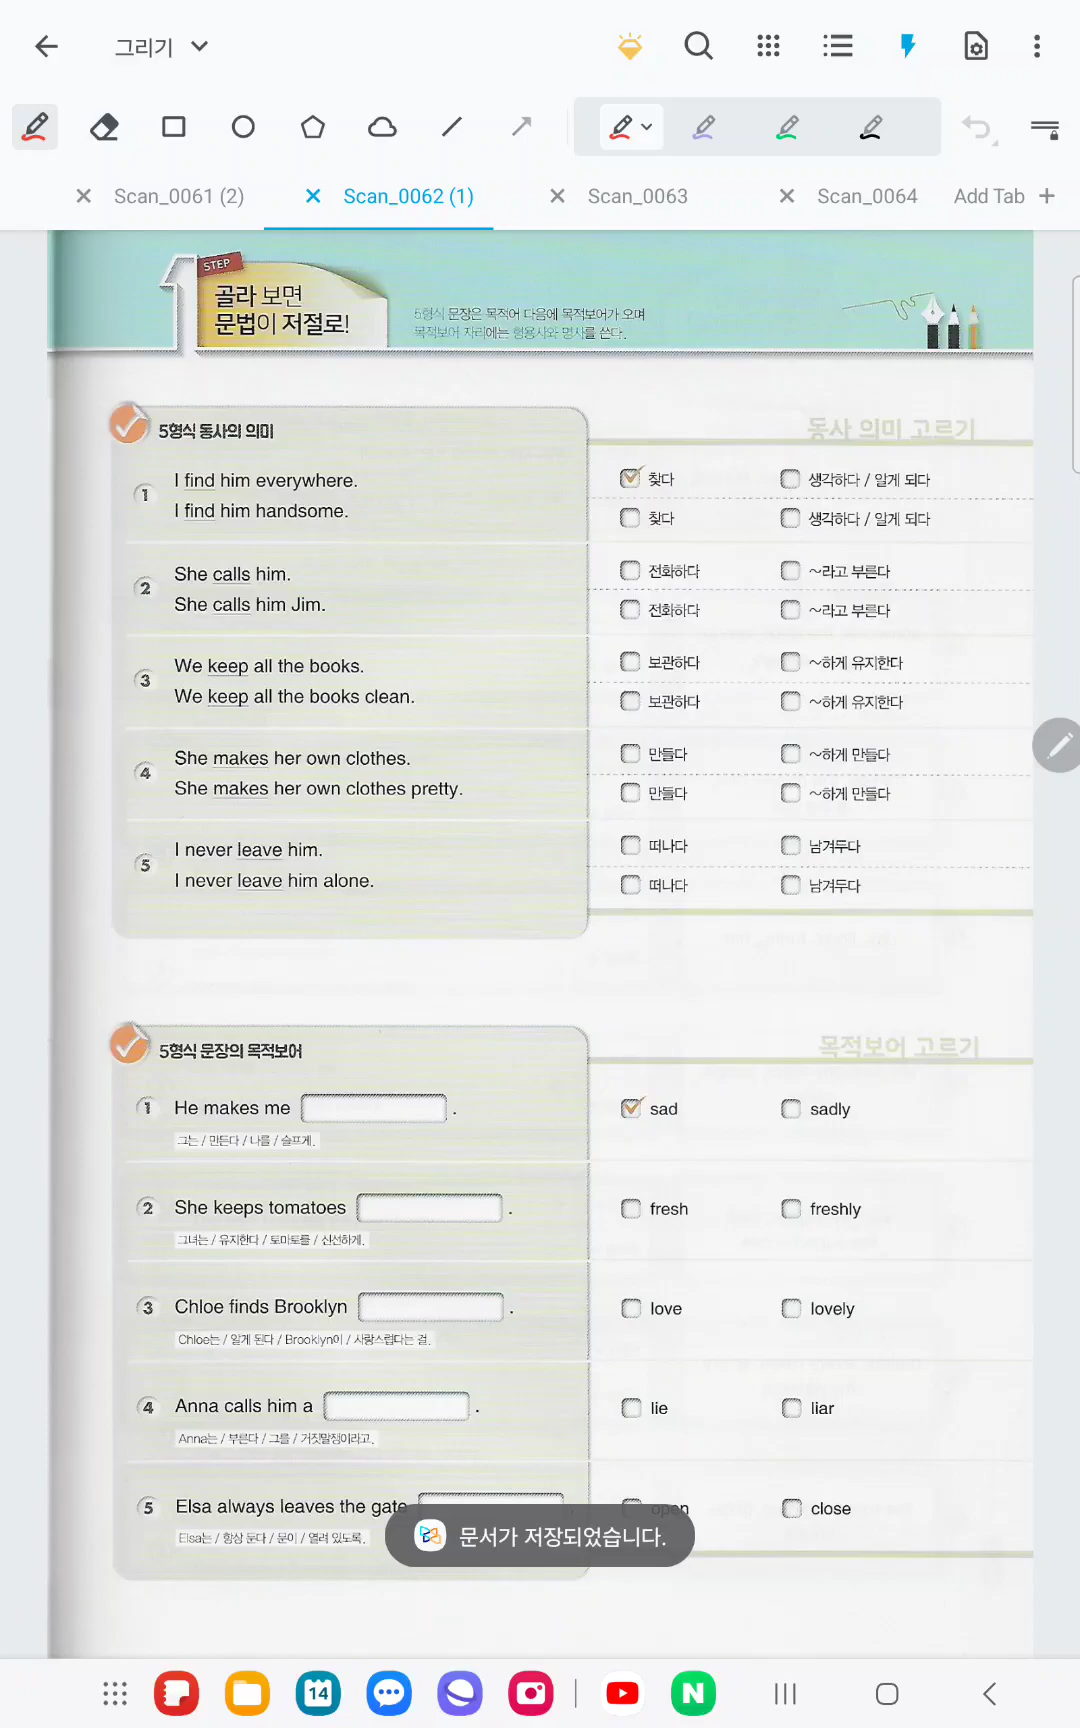 그리기
Scan_0061 (2)
Scan_0062 (1)
Scan_0063
Scan_0064
Add Tab +
STEP
1
골라 보면
문법이 저절로!
5형식 문장은 목적어 다음에 목적보어가 오며
목적보어 자리에는 형용사와 명사를 쓴다.
5형식 동사의 의미
동사 의미 고르기
1
I find him everywhere.
찾다
생각하다 / 알게 되다
I find him handsome.
찾다
생각하다 / 알게 되다
2
She calls him.
전화하다
~라고 부른다
She calls him Jim.
전화하다
~라고 부른다
3
We keep all the books.
보관하다
~하게 유지한다
We keep all the books clean.
보관하다
~하게 유지한다
4
She makes her own clothes.
만들다
~하게 만들다
She makes her own clothes pretty.
만들다
~하게 만들다
5
I never leave him.
떠나다
남겨두다
I never leave him alone.
떠나다
남겨두다
5형식 문장의 목적보어
목적보어 고르기
1
He makes me .
sad
sadly
그는 / 만든다 / 나를 / 슬프게.
2
She keeps tomatoes .
fresh
freshly
그녀는 / 유지한다 / 토마토를 / 신선하게.
3
Chloe finds Brooklyn .
love
lovely
Chloe는 / 알게 된다 / Brooklyn이 / 사랑스럽다는 걸.
4
Anna calls him a .
lie
liar
Anna는 / 부른다 / 그를 / 거짓말쟁이라고.
5
Elsa always leaves the gate
open
close
Elsa는 / 항상 둔다 / 문이 / 열려 있도록.
문서가 저장되었습니다.
14
N